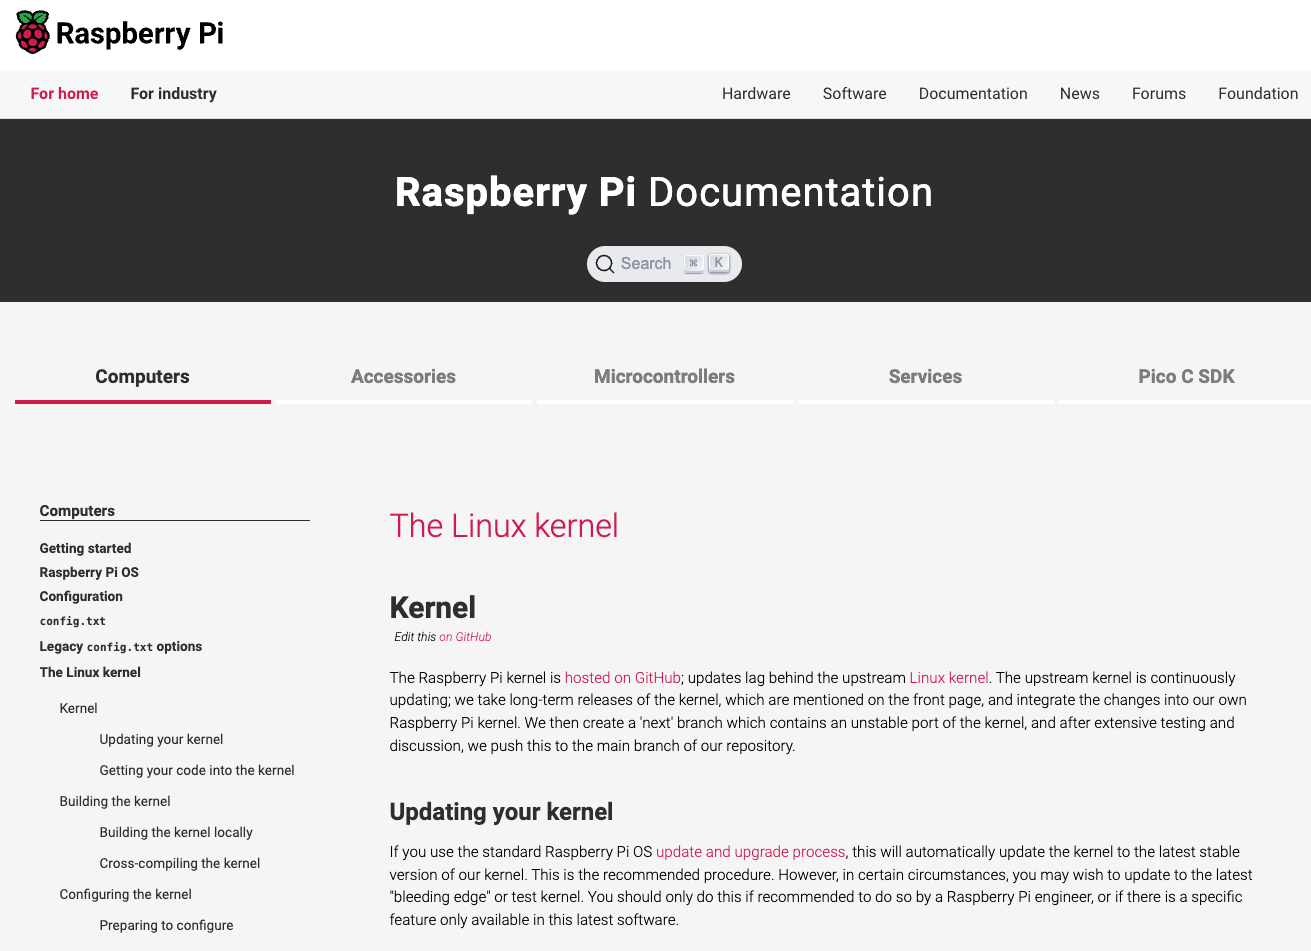 Raspberry Pi
For home For industry Hardware Software Documentation News Forums Foundation
Raspberry Pi Documentation
Search ⌘ K
Computers Accessories Microcontrollers Services Pico C SDK
Computers
Getting started
Raspberry Pi OS
Configuration
config.txt
Legacy config.txt options
The Linux kernel
Kernel
Updating your kernel
Getting your code into the kernel
Building the kernel
Building the kernel locally
Cross-compiling the kernel
Configuring the kernel
Preparing to configure
The Linux kernel
Kernel
Edit this on GitHub
The Raspberry Pi kernel is hosted on GitHub; updates lag behind the upstream Linux kernel. The upstream kernel is continuously
updating; we take long-term releases of the kernel, which are mentioned on the front page, and integrate the changes into our own
Raspberry Pi kernel. We then create a 'next' branch which contains an unstable port of the kernel, and after extensive testing and
discussion, we push this to the main branch of our repository.
Updating your kernel
If you use the standard Raspberry Pi OS update and upgrade process, this will automatically update the kernel to the latest stable
version of our kernel. This is the recommended procedure. However, in certain circumstances, you may wish to update to the latest
"bleeding edge" or test kernel. You should only do this if recommended to do so by a Raspberry Pi engineer, or if there is a specific
feature only available in this latest software.